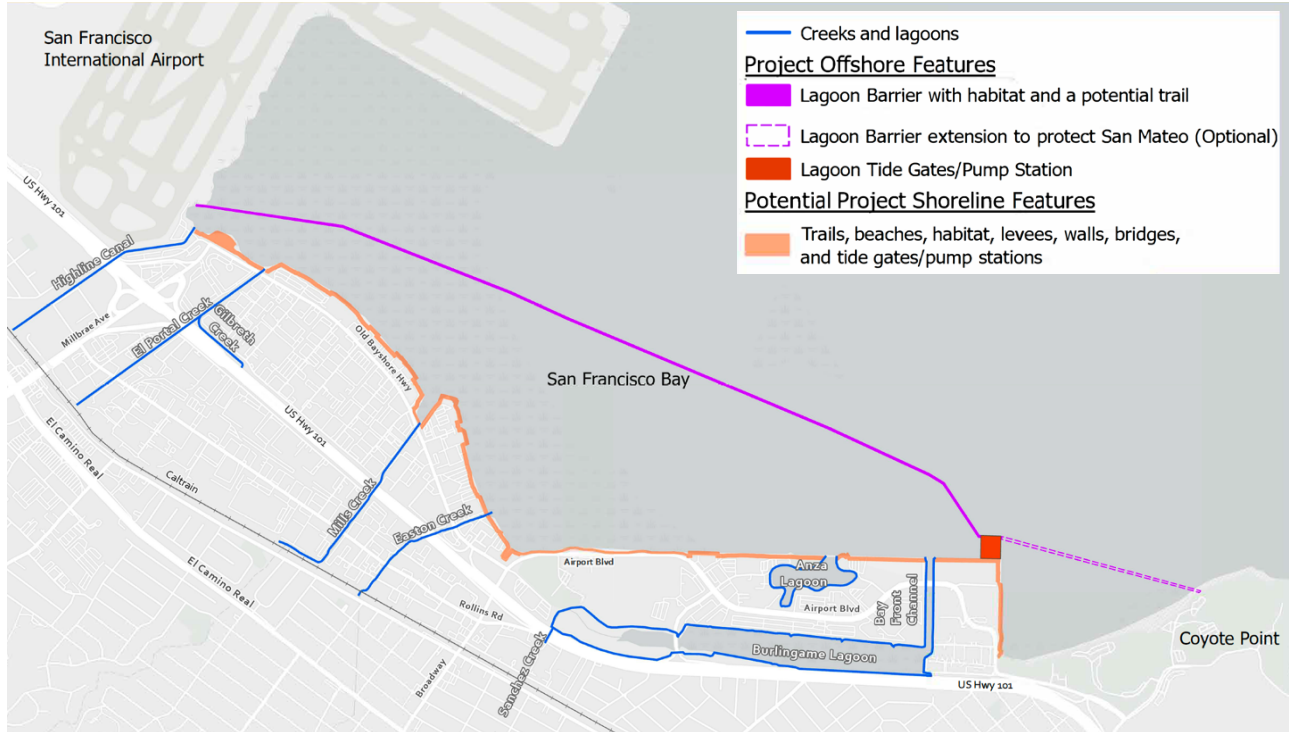 San Francisco
International Airport
Creeks and lagoons
Project Offshore Features
Lagoon Barrier with habitat and a potential trail
Lagoon Barrier extension to protect San Mateo (Optional)
Lagoon Tide Gates/Pump Station
Potential Project Shoreline Features
Trails, beaches, habitat, levees, walls, bridges,
and tide gates/pump stations
US Hwy 101
Highline Canal
Millbrae Ave
El Portal Creek
Gilbreth
Creek
Old Bayshore Hwy
San Francisco Bay
US Hwy 101
El Camino Real
Caltrain
Mills Creek
Easton Creek
El Camino Real
Rollins Rd
Broadway
Sanchez Creek
Airport Blvd
Anza
Lagoon
Airport Blvd
Bay
Front
Channel
Burlingame Lagoon
US Hwy 101
Coyote Point